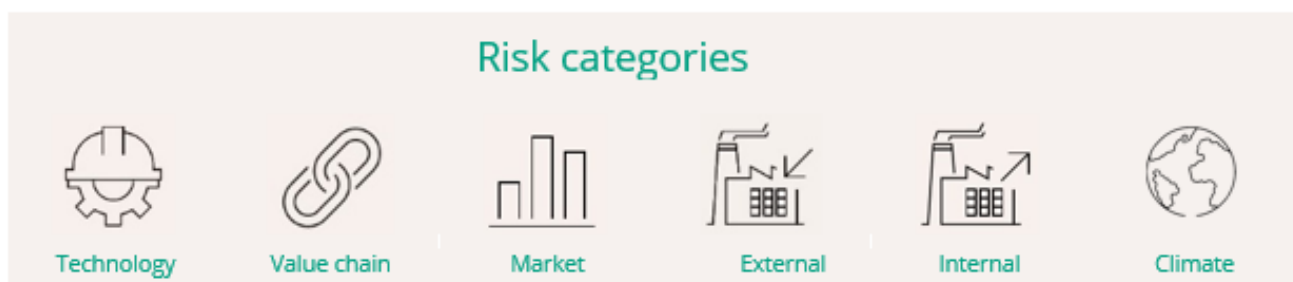 Risk categories
Technology Value chain Market External Internal Climate